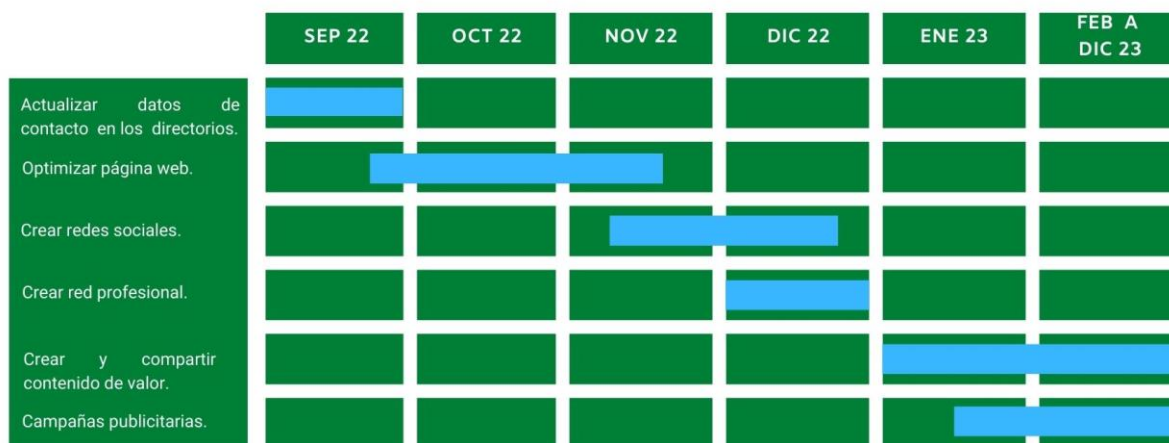 SEP 22
OCT 22
NOV 22
DIC 22
ENE 23
FEB A
DIC 23
Actualizar datos de
contacto en los directorios.
Optimizar página web.
Crear redes sociales.
Crear red profesional.
Crear y compartir
contenido de valor.
Campañas publicitarias.